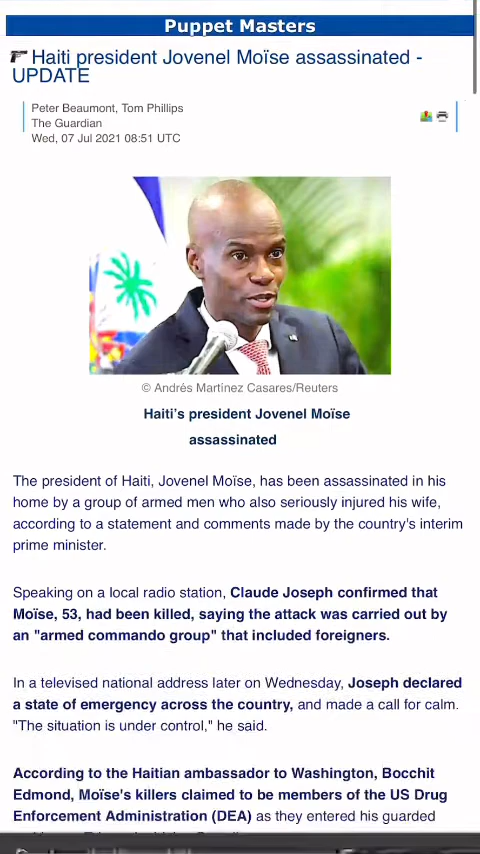 Puppet Masters
Haiti president Jovenel Moïse assassinated -
UPDATE
Peter Beaumont, Tom Phillips
The Guardian
Wed, 07 Jul 2021 08:51 UTC
© Andrés Martínez Casares/Reuters
Haiti's president Jovenel Moïse
assassinated
The president of Haiti, Jovenel Moïse, has been assassinated in his
home by a group of armed men who also seriously injured his wife,
according to a statement and comments made by the country's interim
prime minister.
Speaking on a local radio station, Claude Joseph confirmed that
Moïse, 53, had been killed, saying the attack was carried out by
an "armed commando group" that included foreigners.
In a televised national address later on Wednesday, Joseph declared
a state of emergency across the country, and made a call for calm.
"The situation is under control," he said.
According to the Haitian ambassador to Washington, Bocchit
Edmond, Moïse's killers claimed to be members of the US Drug
Enforcement Administration (DEA) as they entered his guarded